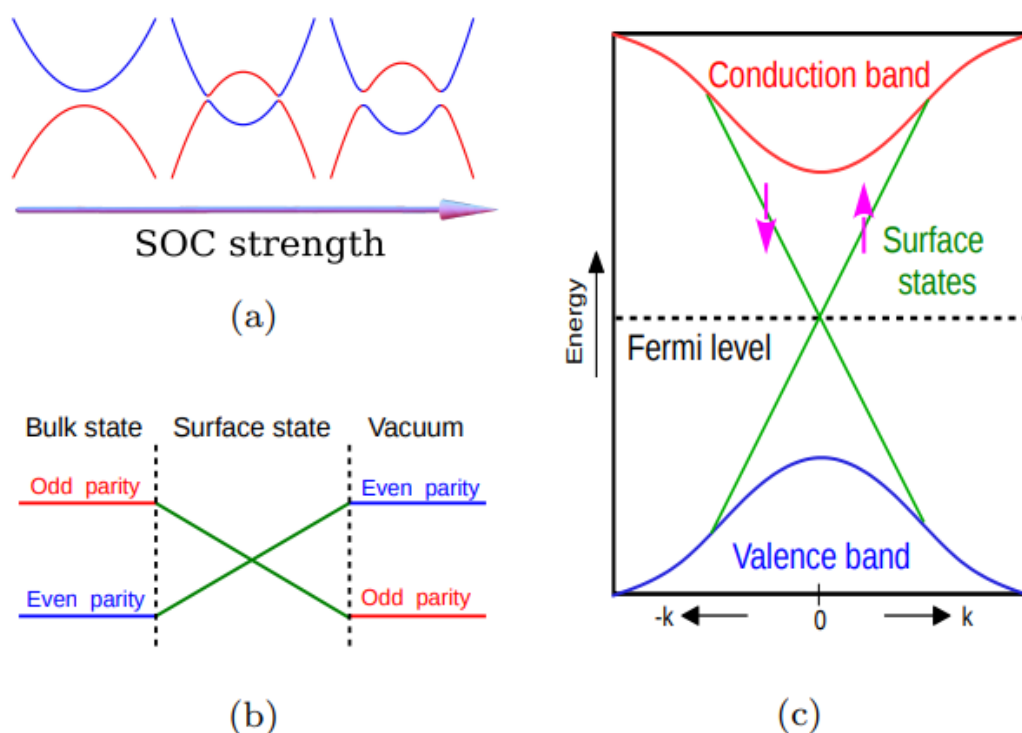 SOC strength
(a)
Bulk state Surface state Vacuum
Odd parity Even parity
Even parity Odd parity
(b)
Conduction band
Surface
states
Energy
Fermi level
Valence band
-k 0 k
(c)